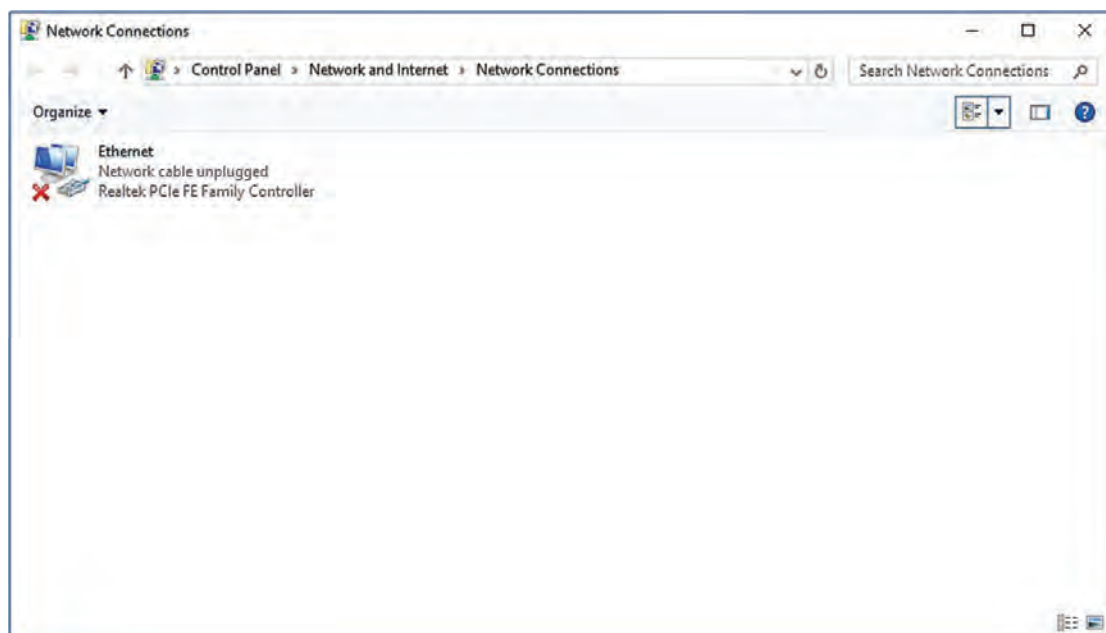 Network Connections
Control Panel > Network and Internet > Network Connections
Search Network Connections
Organize
Ethernet
Network cable unplugged
Realtek PCIe FE Family Controller